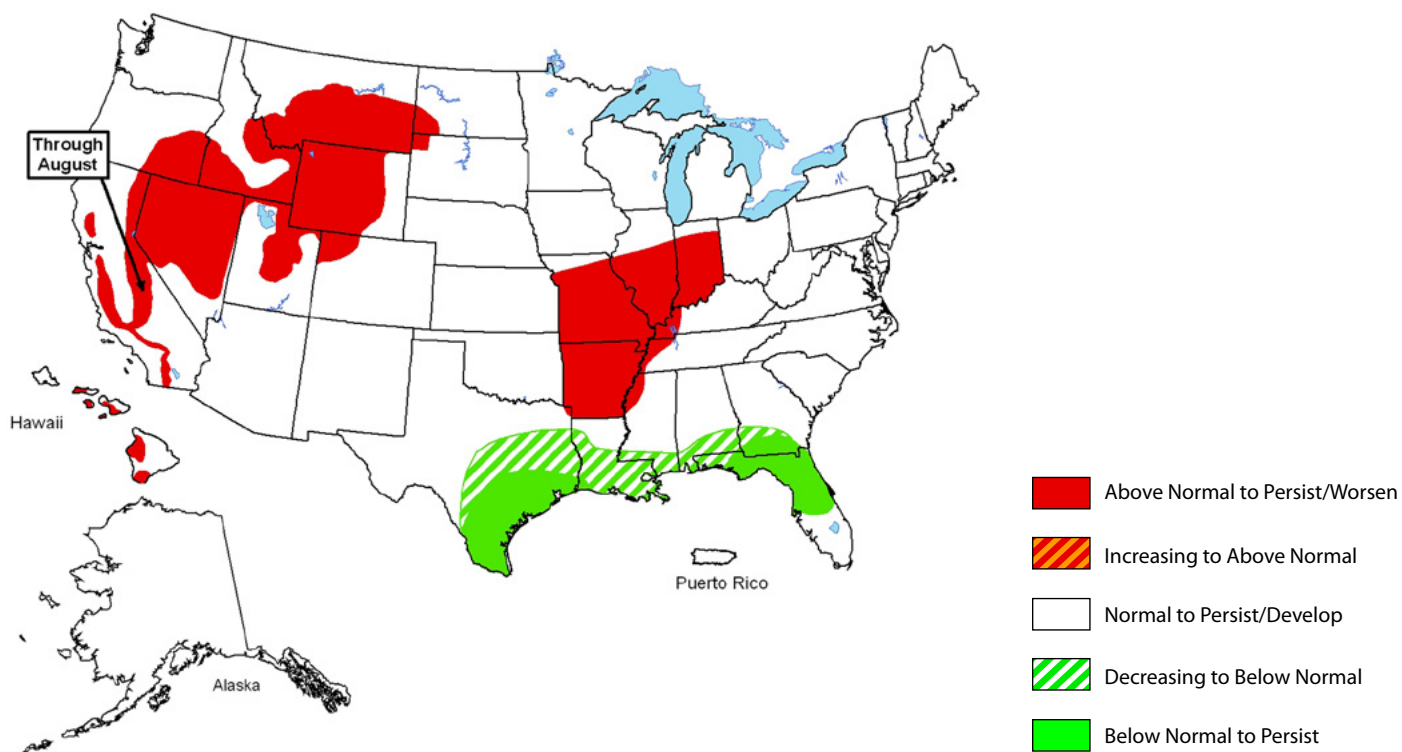 Through
August
Hawaii
Alaska
Puerto Rico
Above Normal to Persist/Worsen
Increasing to Above Normal
Normal to Persist/Develop
Decreasing to Below Normal
Below Normal to Persist